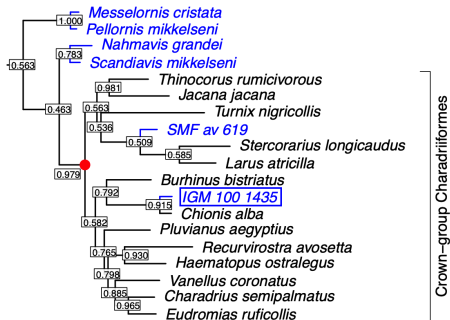 Messelornis cristata
1.000
Pellornis mikkelseni
Nahmavis grandei
0.783
0.563
Scandiavis mikkelseni
Thinocorus rumicivorous
0.981
Jacana jacana
0.463
0.563
Turnix nigricollis
0.536
SMF av 619
0.509
Stercorarius longicaudus
0.585
Larus atricilla
0.979
Burhinus bistriatus
0.792
IGM 100 1435
0.915
Chionis alba
0.582
Pluvianus aegyptius
Recurvirostra avosetta
0.765
0.930
Haematopus ostralegus
0.798
Vanellus coronatus
0.885
Charadrius semipalmatus
0.965
Eudromias ruficollis
Crown-group Charadriiformes